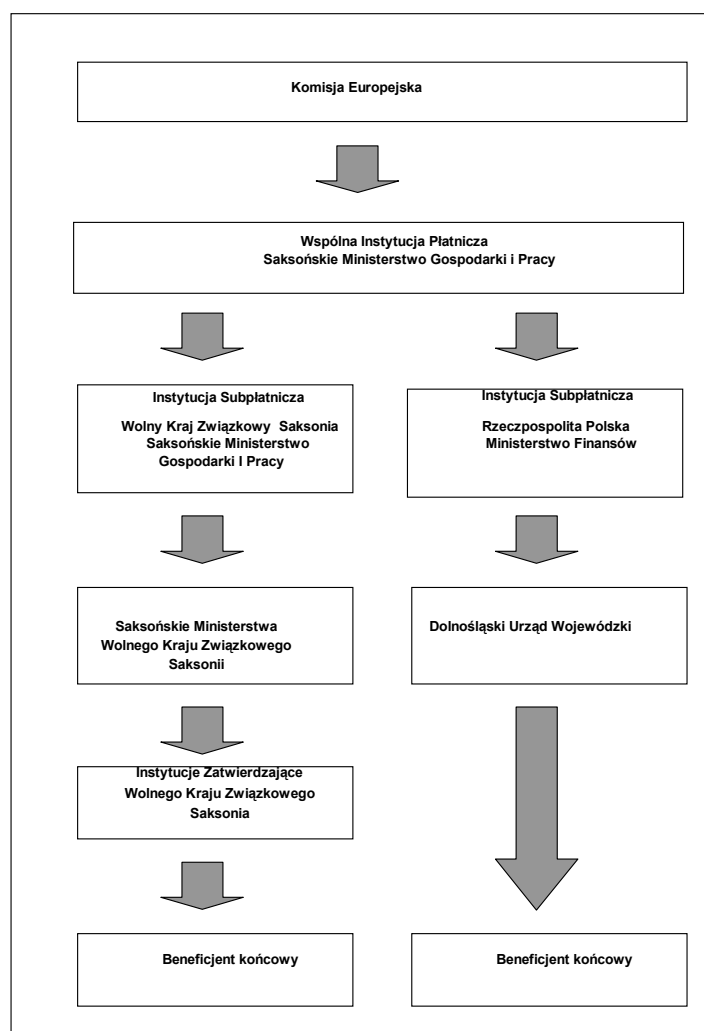 Komisja Europejska
Wspólna Instytucja Płatnicza
Saksońskie Ministerstwo Gospodarki i Pracy
Instytucja Subpłatnicza
Wolny Kraj Związkowy Saksonia
Saksońskie Ministerstwo
Gospodarki I Pracy
Instytucja Subpłatnicza
Rzeczpospolita Polska
Ministerstwo Finansów
Saksońskie Ministerstwa
Wolnego Kraju Związkowego
Saksonii
Dolnośląski Urząd Wojewódzki
Instytucje Zatwierdzające
Wolnego Kraju Związkowego
Saksonia
Beneficjent końcowy
Beneficjent końcowy